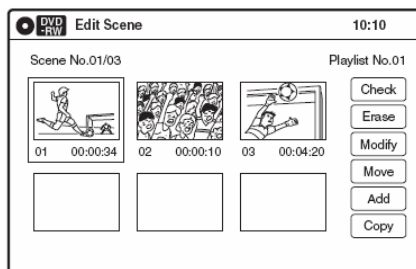 DVD
-RW
Edit Scene 10:10
Scene No.01/03 Playlist No.01
01 00:00:34 02 00:00:10 03 00:04:20
Check
Erase
Modify
Move
Add
Copy